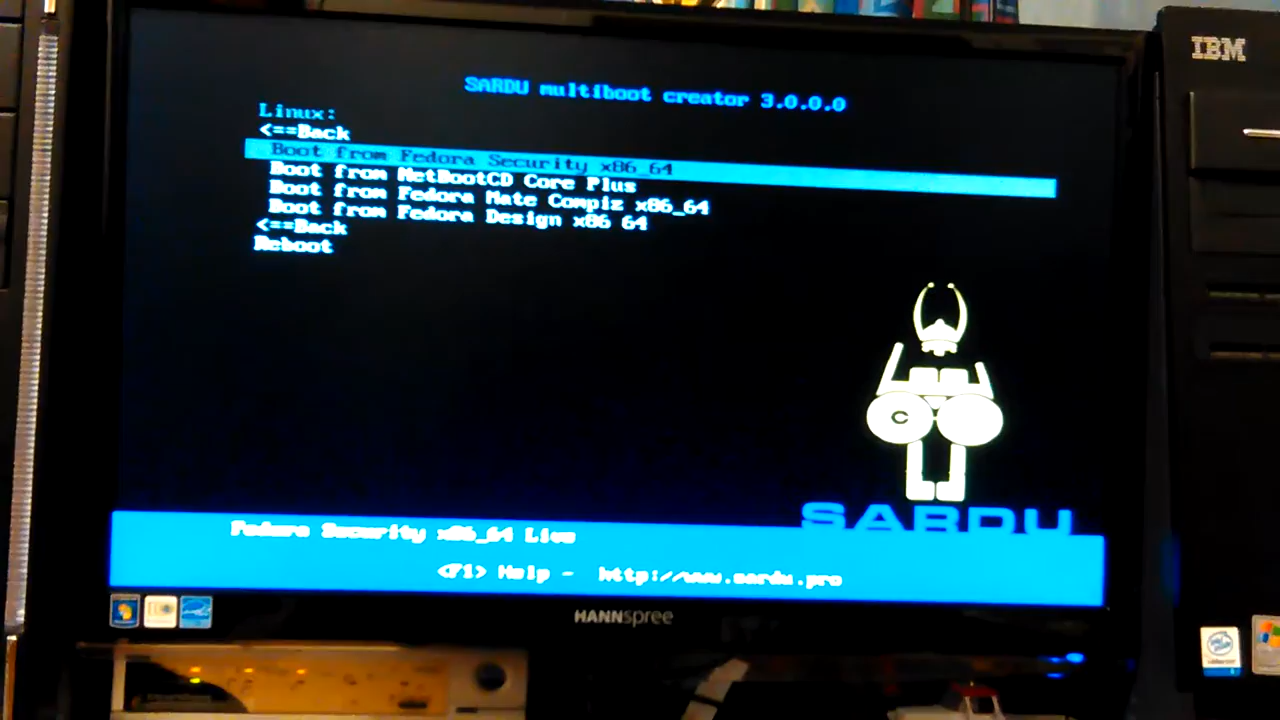 SARDU multiboot creator 3.0.0.0
Linux:
<==Back
Boot from Fedora Security x86_64
Boot from NetBootCD Core Plus
Boot from Fedora Mate Compiz x86_64
Boot from Fedora Design x86_64
<==Back
Reboot
C
SARDU
Fedora Security x86_64 Live
<F1> Help - http://www.sardu.pro
HANNspree
IBM